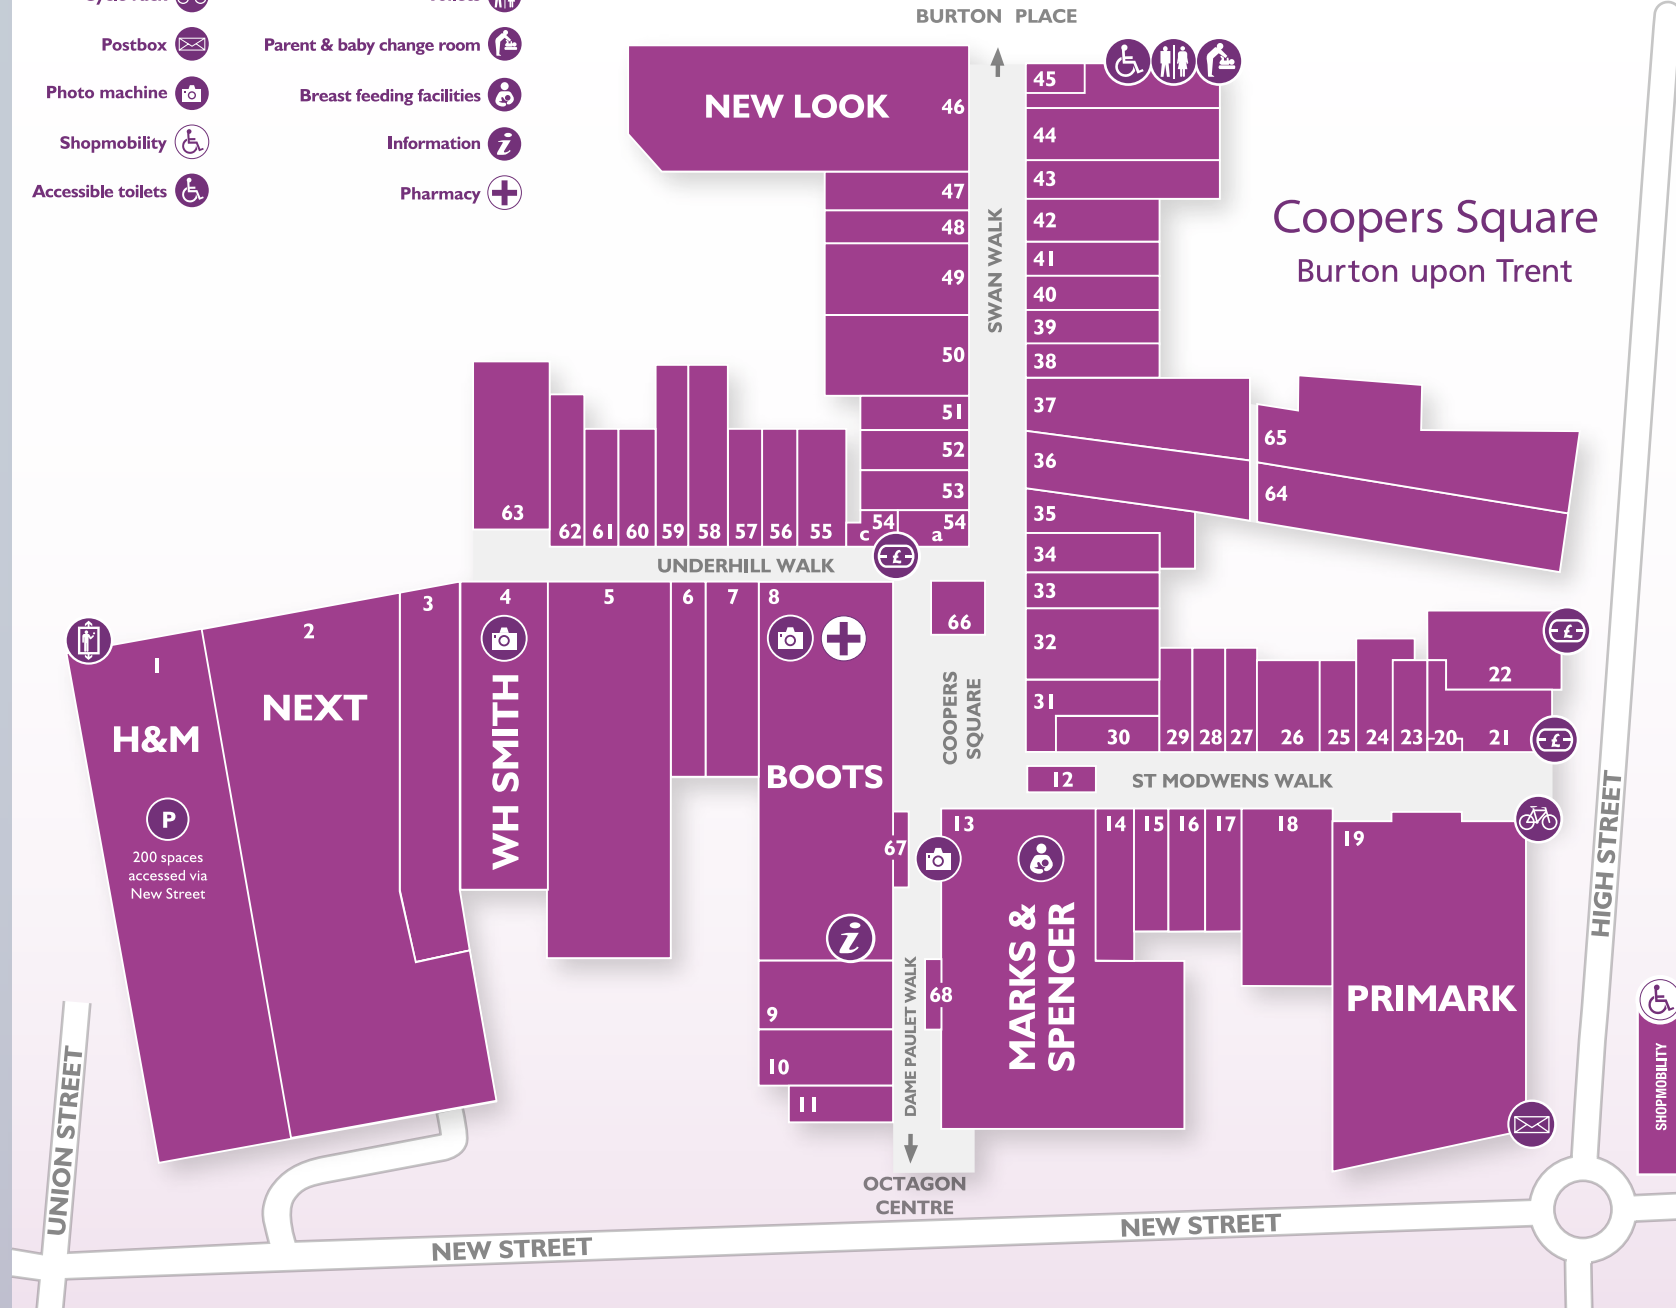 BURTON PLACE
Postbox
Parent & baby change room
Photo machine
Breast feeding facilities
Shopmobility
Information
Accessible toilets
Pharmacy
Coopers Square
Burton upon Trent
NEW LOOK
46
47
48
49
50
51
52
53
54
c
54
a
SWAN WALK
45
44
43
42
41
40
39
38
37
36
35
34
33
32
31
30
65
64
63
62
61
60
59
58
57
56
55
£
UNDERHILL WALK
1
H&M
P
200 spaces
accessed via
New Street
2
NEXT
3
4
WH SMITH
5
6
7
8
BOOTS
i
9
10
11
66
COOPERS
SQUARE
29
28
27
26
25
24
23
20
21
22
£
£
12
ST MODWENS WALK
67
68
DAME PAULET WALK
13
MARKS &
SPENCER
14
15
16
17
18
19
PRIMARK
HIGH STREET
SHOPMOBILITY
UNION STREET
OCTAGON
CENTRE
NEW STREET
NEW STREET